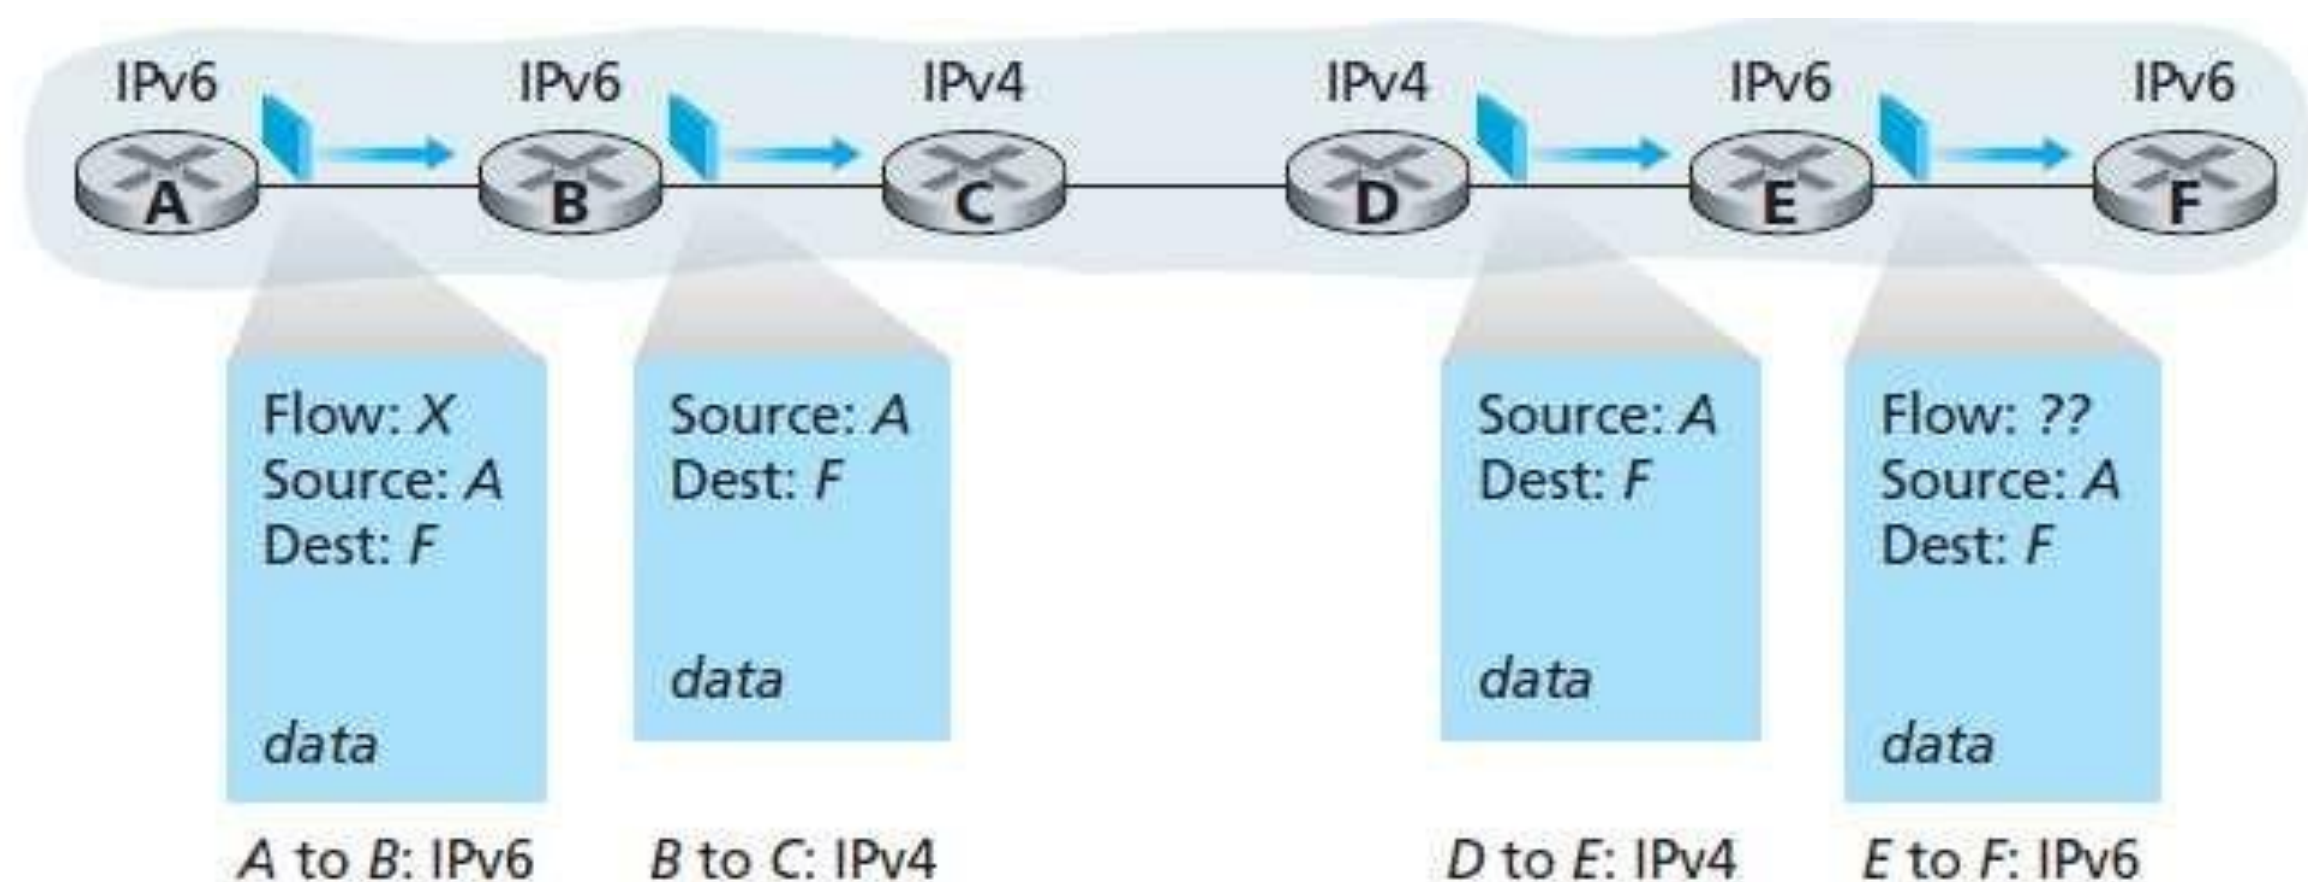 IPv6
IPv6
IPv4
IPv4
IPv6
IPv6
A
B
C
D
E
F
Flow: X
Source: A
Dest: F
data
Source: A
Dest: F
data
Source: A
Dest: F
data
Flow: ??
Source: A
Dest: F
data
A to B: IPv6
B to C: IPv4
D to E: IPv4
E to F: IPv6